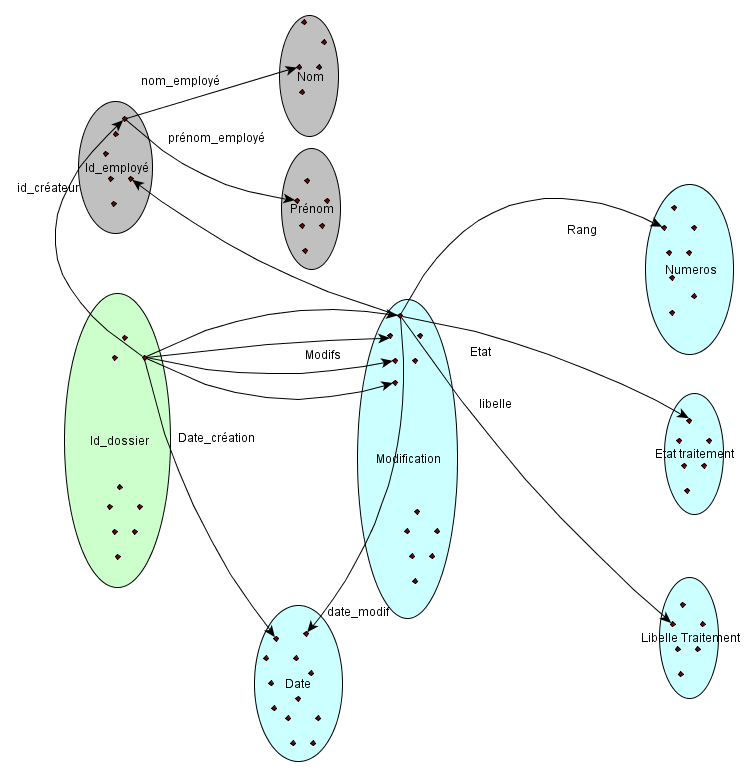 Nom
nom_employé
prénom_employé
Id_employé
id_créateur
Prénom
Rang
Numeros
Modifs
Etat
libelle
Date_création
Id_dossier
Modification
Etat traitement
date_modif
Libelle Traitement
Date